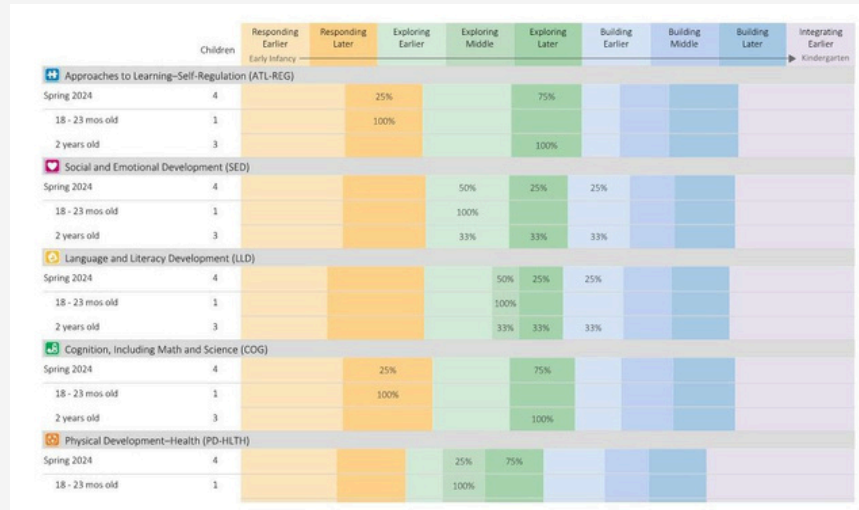 Children Responding Earlier Responding Later Exploring Earlier Exploring Middle Exploring Later Building Earlier Building Middle Building Later Integrating Earlier
Early Infancy Kindergarten
Approaches to Learning–Self-Regulation (ATL-REG)
Spring 2024 4 25% 75%
18 - 23 mos old 1 100%
2 years old 3 100%
Social and Emotional Development (SED)
Spring 2024 4 50% 25% 25%
18 - 23 mos old 1 100%
2 years old 3 33% 33% 33%
Language and Literacy Development (LLD)
Spring 2024 4 50% 25% 25%
18 - 23 mos old 1 100%
2 years old 3 33% 33% 33%
Cognition, Including Math and Science (COG)
Spring 2024 4 25% 75%
18 - 23 mos old 1 100%
2 years old 3 100%
Physical Development–Health (PD-HLTH)
Spring 2024 4 25% 75%
18 - 23 mos old 1 100%